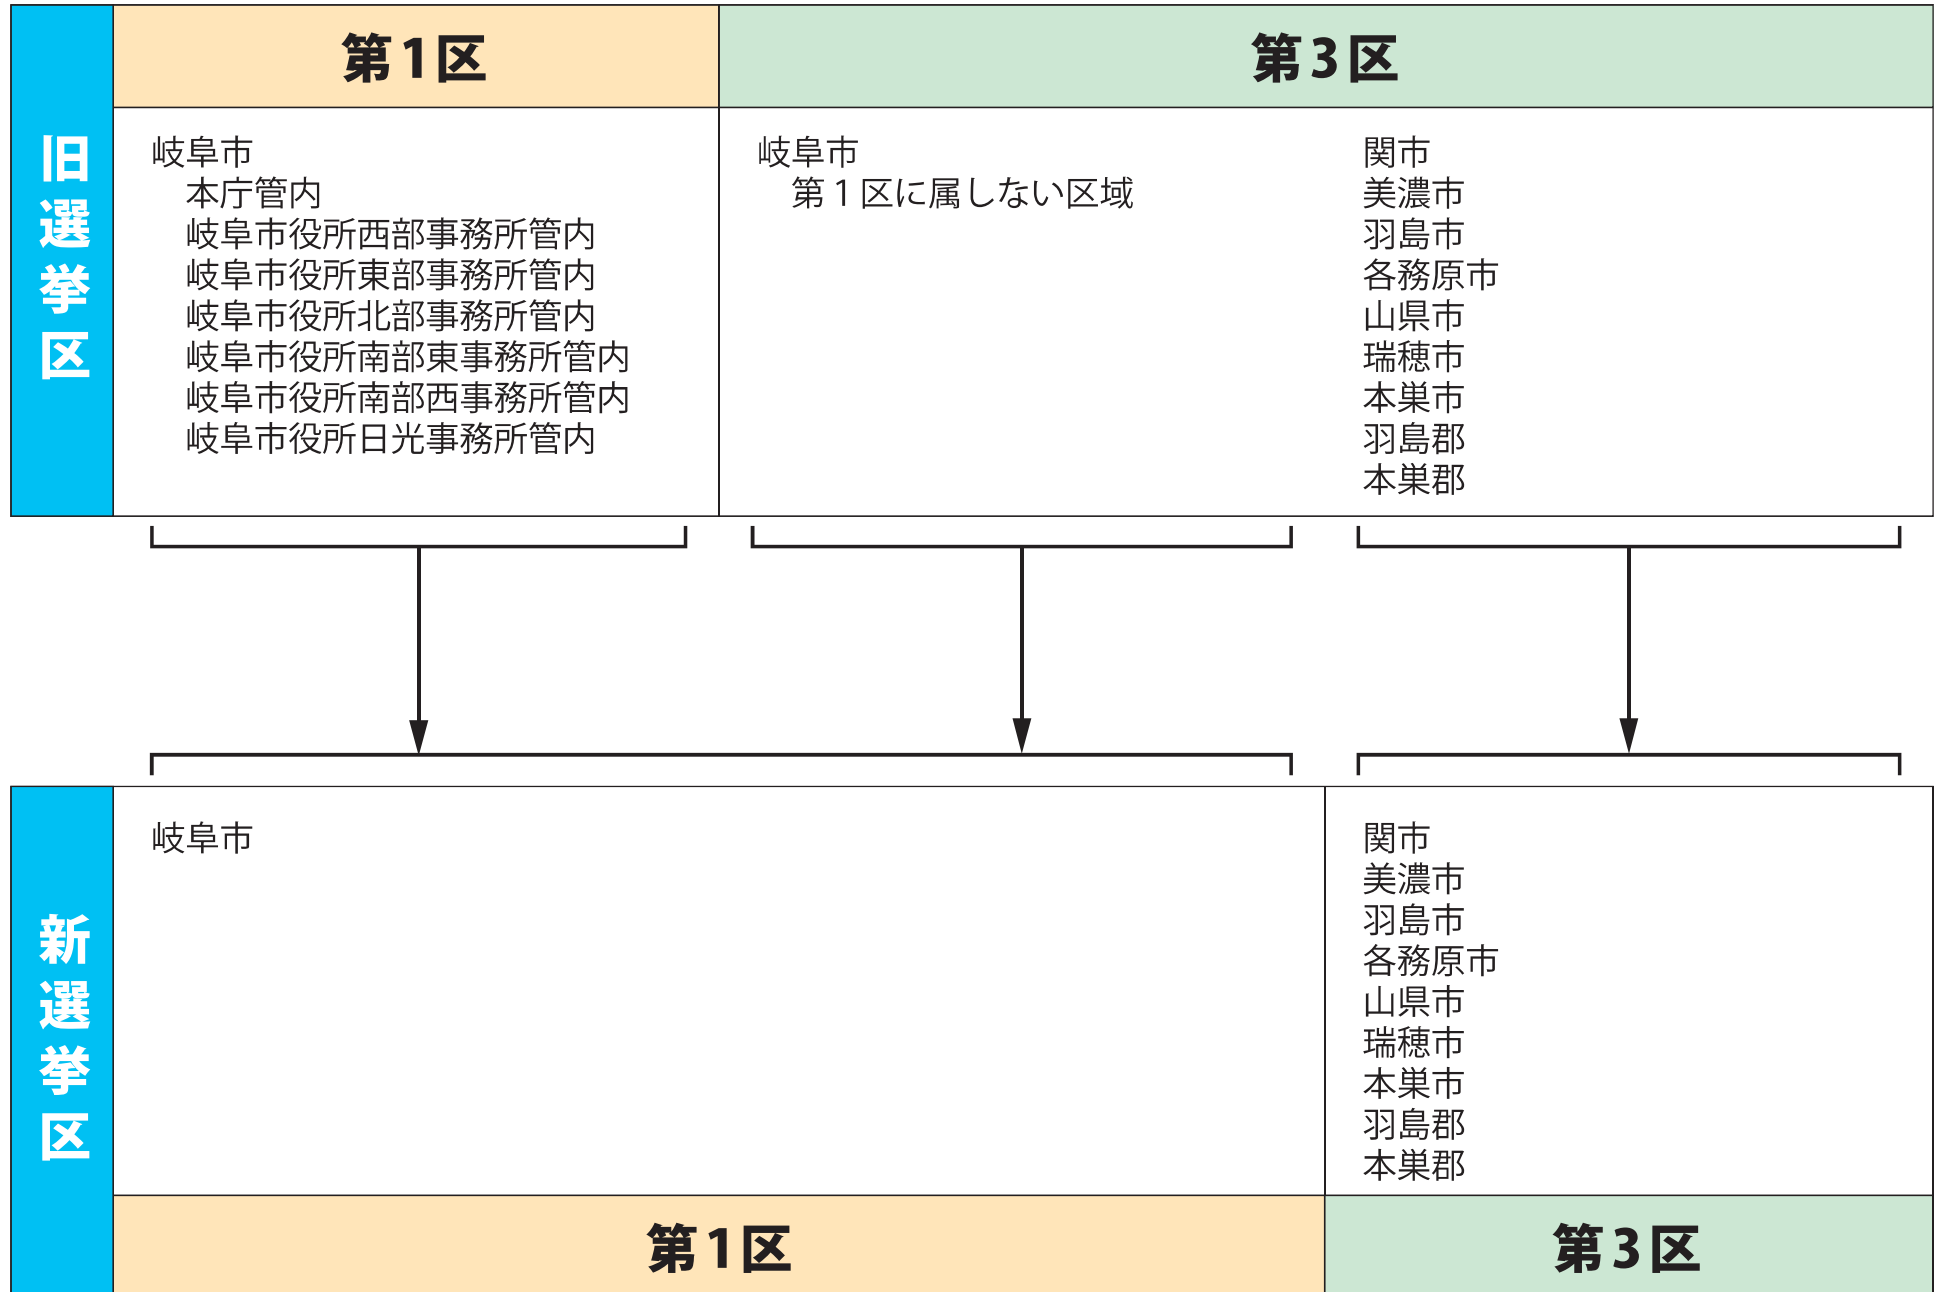 旧選挙区
第1区
岐阜市
本庁管内
岐阜市役所西部事務所管内
岐阜市役所東部事務所管内
岐阜市役所北部事務所管内
岐阜市役所南部東事務所管内
岐阜市役所南部西事務所管内
岐阜市役所日光事務所管内
第3区
岐阜市
第1区に属しない区域
関市
美濃市
羽島市
各務原市
山県市
瑞穂市
本巣市
羽島郡
本巣郡
新選挙区
岐阜市
第1区
関市
美濃市
羽島市
各務原市
山県市
瑞穂市
本巣市
羽島郡
本巣郡
第3区